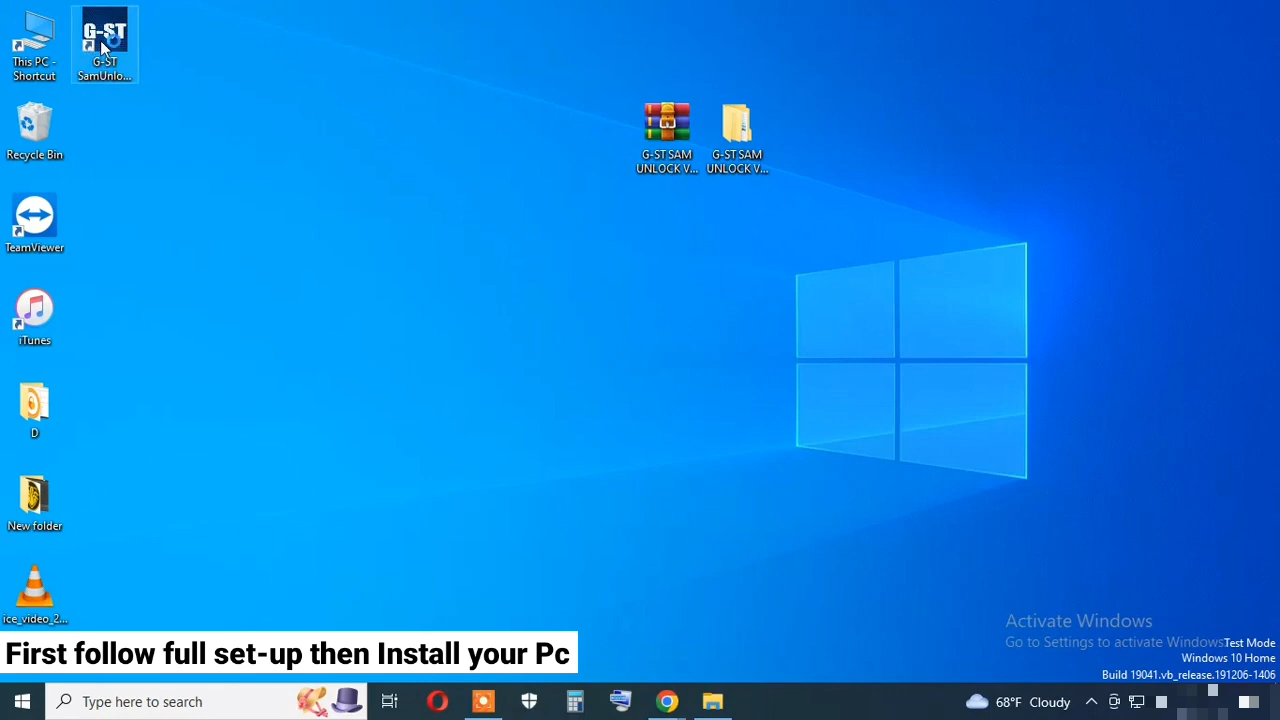 This PC -
Shortcut
G-ST
G-ST
SamUnlo...
Recycle Bin
TeamViewer
iTunes
D
New folder
ice_video_2...
G-ST SAM
UNLOCK V...
G-ST SAM
UNLOCK V...
Activate Windows
Go to Settings to activate Windows.
Test Mode
Windows 10 Home
Build 19041.vb_release.191206-1406
First follow full set-up then Install your Pc
Type here to search
68°F Cloudy